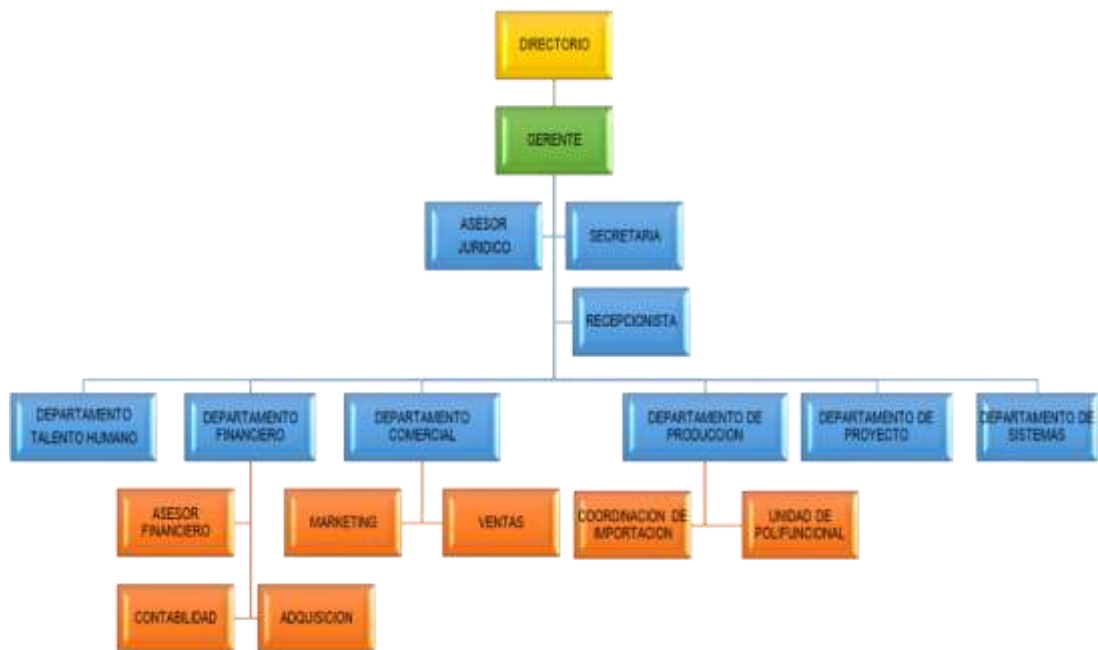 DIRECTORIO
GERENTE
ASESOR
JURIDICO
SECRETARIA
RECEPCIONISTA
DEPARTAMENTO
TALENTO HUMANO
DEPARTAMENTO
FINANCIERO
DEPARTAMENTO
COMERCIAL
DEPARTAMENTO DE
PRODUCCION
DEPARTAMENTO DE
PROYECTO
DEPARTAMENTO DE
SISTEMAS
ASESOR
FINANCIERO
MARKETING
VENTAS
COORDINACION DE
IMPORTACION
UNIDAD DE
POLIFUNCIONAL
CONTABILIDAD
ADQUISICION